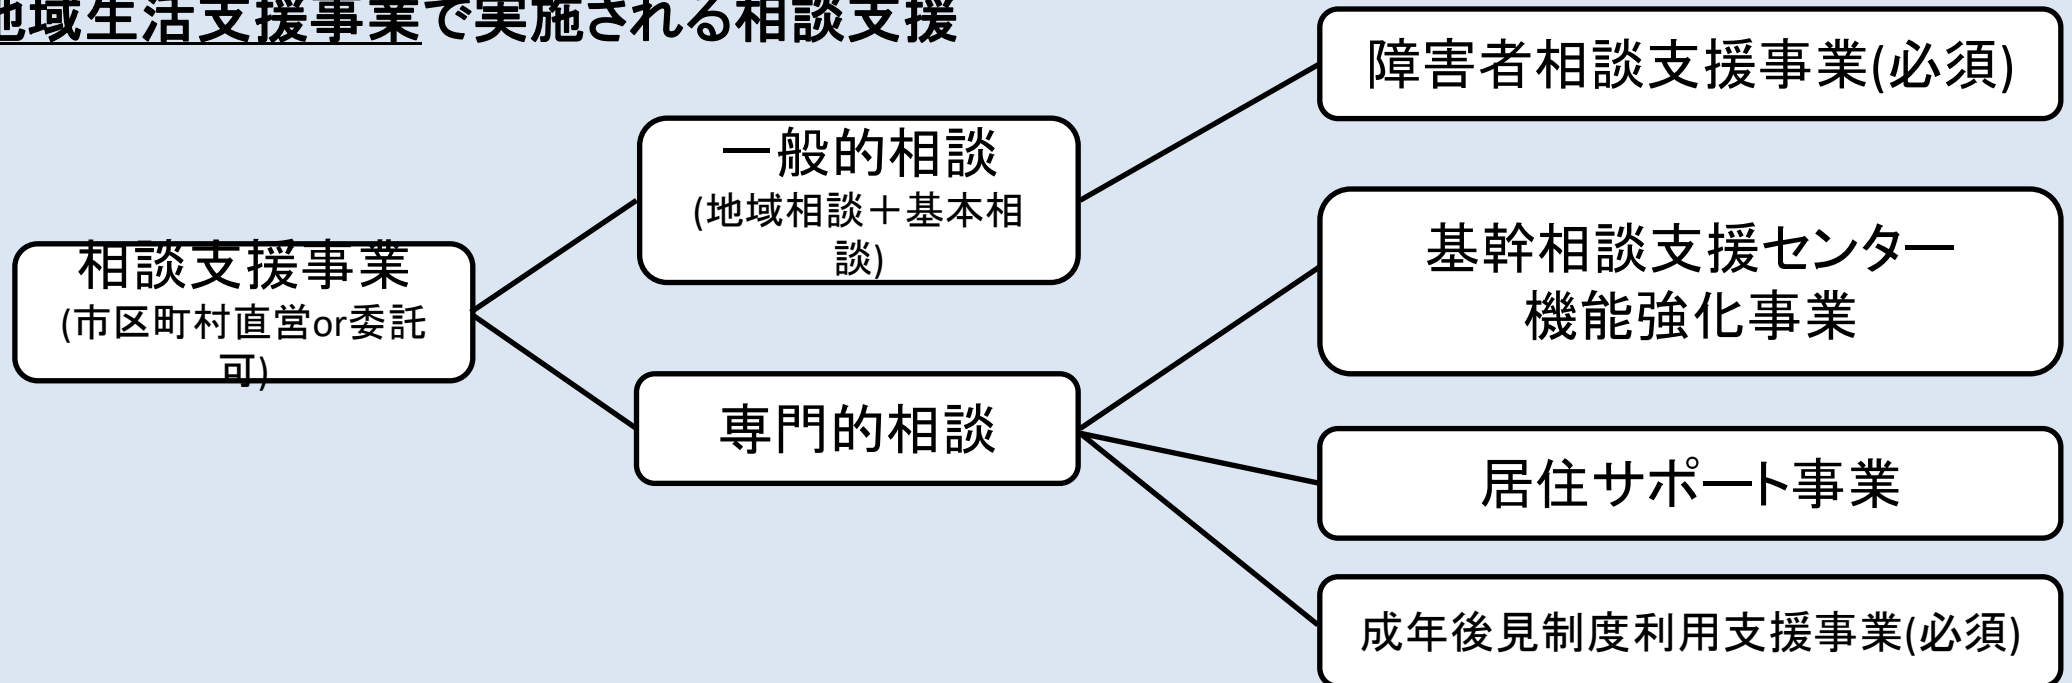 地域生活支援事業で実施される相談支援
相談支援事業
(市区町村直営or委託
可)
一般的相談
(地域相談＋基本相
談)
専門的相談
障害者相談支援事業(必須)
基幹相談支援センター
機能強化事業
居住サポート事業
成年後見制度利用支援事業(必須)